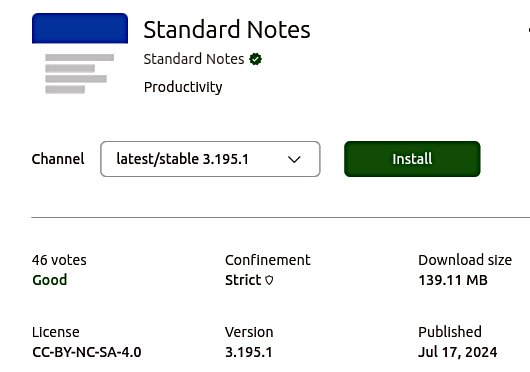 Standard Notes
Standard Notes
Productivity
Channel latest/stable 3.195.1 Install
46 votes Confinement Download size
Good Strict 139.11 MB
License Version Published
CC-BY-NC-SA-4.0 3.195.1 Jul 17, 2024